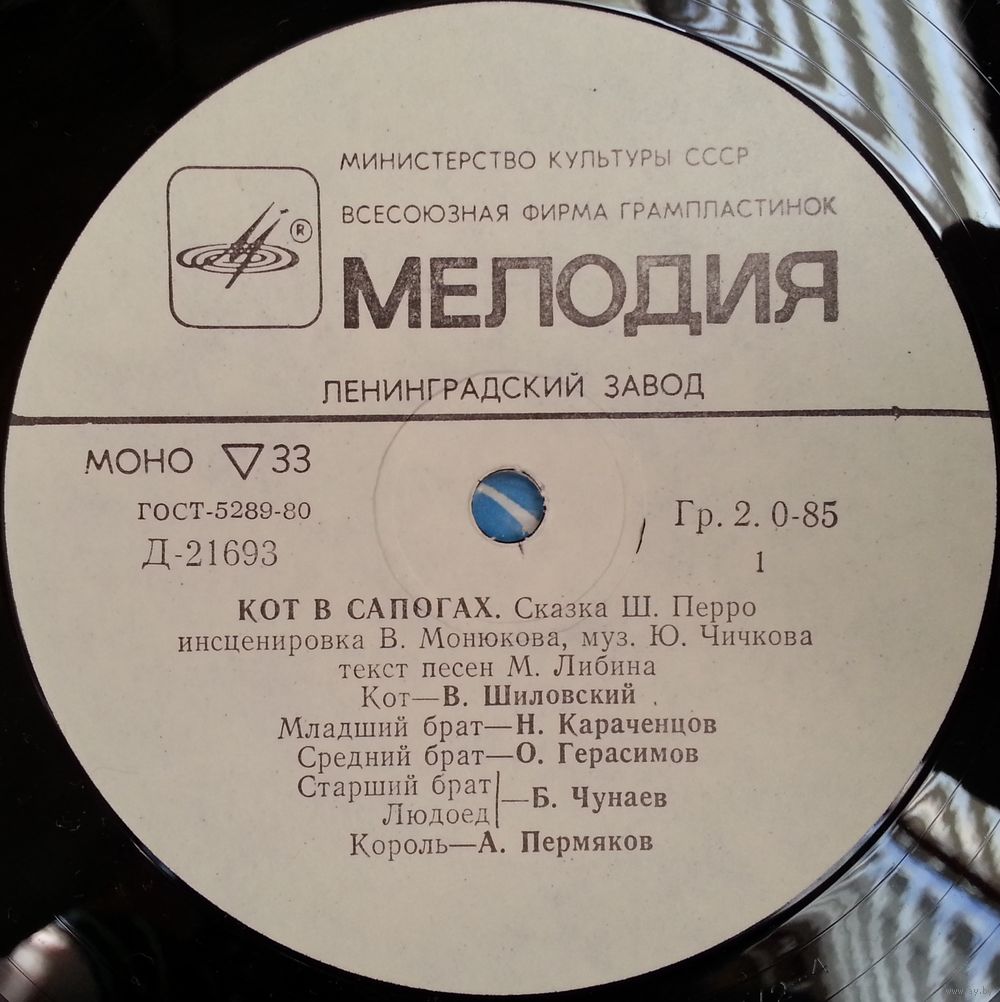 МИНИСТЕРСТВО КУЛЬТУРЫ СССР
ВСЕСОЮЗНАЯ ФИРМА ГРАМПЛАСТИНОК
®
МЕЛОДИЯ
ЛЕНИНГРАДСКИЙ ЗАВОД
МОНО ▽ 33
ГОСТ-5289-80
Гр. 2. 0-85
Д-21693
1
КОТ В САПОГАХ. Сказка Ш. Перро
инсценировка В. Монюкова, муз. Ю. Чичкова
текст песен М. Либина
Кот—В. Шиловский
Младший брат—Н. Караченцов
Средний брат—О. Герасимов
Старший брат
Людоед
—Б. Чунаев
Король—А. Пермяков